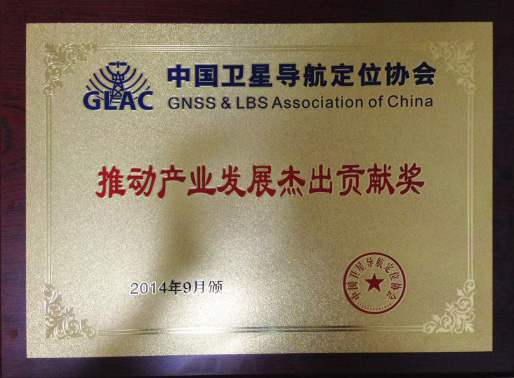 GLAC
中国卫星导航定位协会
GNSS & LBS Association of China
推动产业发展杰出贡献奖
2014年9月颁
中国卫星导航定位协会